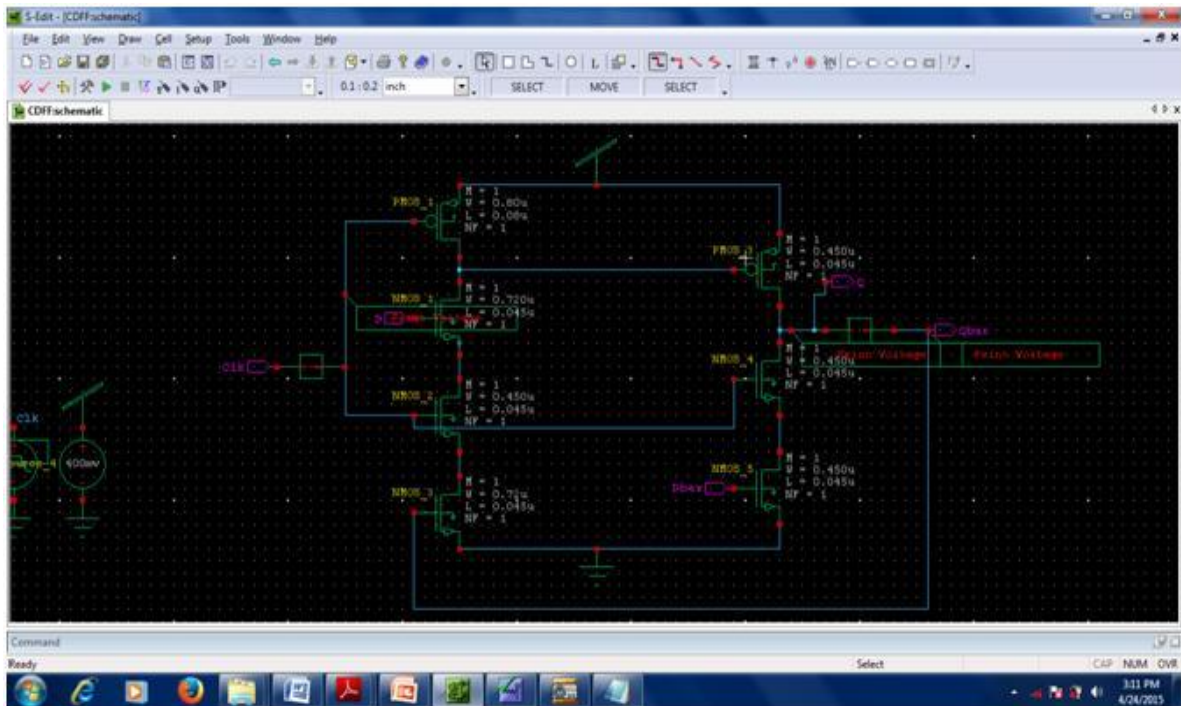 S-Edit - [CDFF:schematic]
File Edit View Draw Cell Setup Tools Window Help
0.1 : 0.2 inch SELECT MOVE SELECT
CDFF:schematic
PMOS_1
M = 1
W = 0.80u
L = 0.08u
NF = 1
PMOS_3
M = 1
W = 0.450u
L = 0.045u
NF = 1
Q
NMOS_1
M = 1
W = 0.720u
L = 0.045u
NF = 1
D
Qbar
Print Voltage
Print Voltage
Clk
NMOS_4
M = 1
W = 0.450u
L = 0.045u
NF = 1
NMOS_2
M = 1
W = 0.450u
L = 0.045u
NF = 1
Clk
600mv
NMOS_5
M = 1
W = 0.450u
L = 0.045u
NF = 1
Dbar
NMOS_3
M = 1
W = 0.72u
L = 0.045u
NF = 1
Command
Ready Select CAP NUM OVR
3:11 PM
4/24/2015